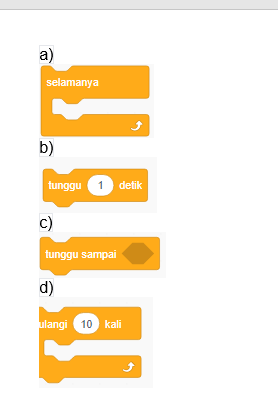 a)
selamanya
b)
tunggu 1 detik
c)
tunggu sampai
d)
ulangi 10 kali